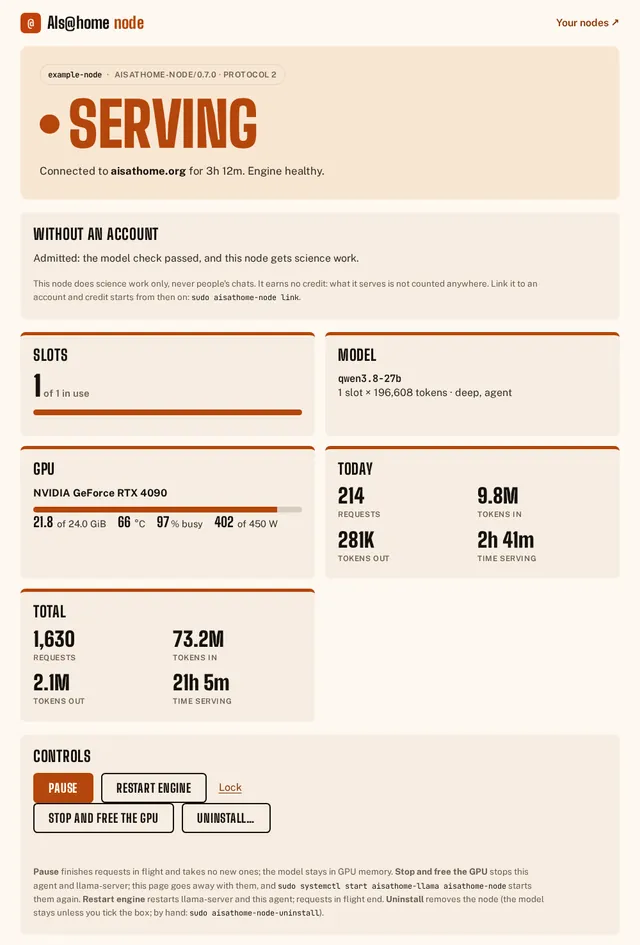 @ AIs@home node
Your nodes ↗
example-node · AISATHOME-NODE/0.7.0 · PROTOCOL 2
SERVING
Connected to aisathome.org for 3h 12m. Engine healthy.
WITHOUT AN ACCOUNT
Admitted: the model check passed, and this node gets science work.
This node does science work only, never people's chats. It earns no credit: what it serves is not counted anywhere. Link it to an
account and credit starts from then on: sudo aisathome-node link.
SLOTS
1 of 1 in use
MODEL
qwen3.8-27b
1 slot × 196,608 tokens · deep, agent
GPU
NVIDIA GeForce RTX 4090
21.8 of 24.0 GiB 66 °C 97 % busy 402 of 450 W
TODAY
214 9.8M
REQUESTS TOKENS IN
281K 2h 41m
TOKENS OUT TIME SERVING
TOTAL
1,630 73.2M
REQUESTS TOKENS IN
2.1M 21h 5m
TOKENS OUT TIME SERVING
CONTROLS
PAUSE RESTART ENGINE Lock
STOP AND FREE THE GPU UNINSTALL…
Pause finishes requests in flight and takes no new ones; the model stays in GPU memory. Stop and free the GPU stops this
agent and llama-server; this page goes away with them, and sudo systemctl start aisathome-llama aisathome-node starts
them again. Restart engine restarts llama-server and this agent; requests in flight end. Uninstall removes the node (the model
stays unless you tick the box; by hand: sudo aisathome-node-uninstall).